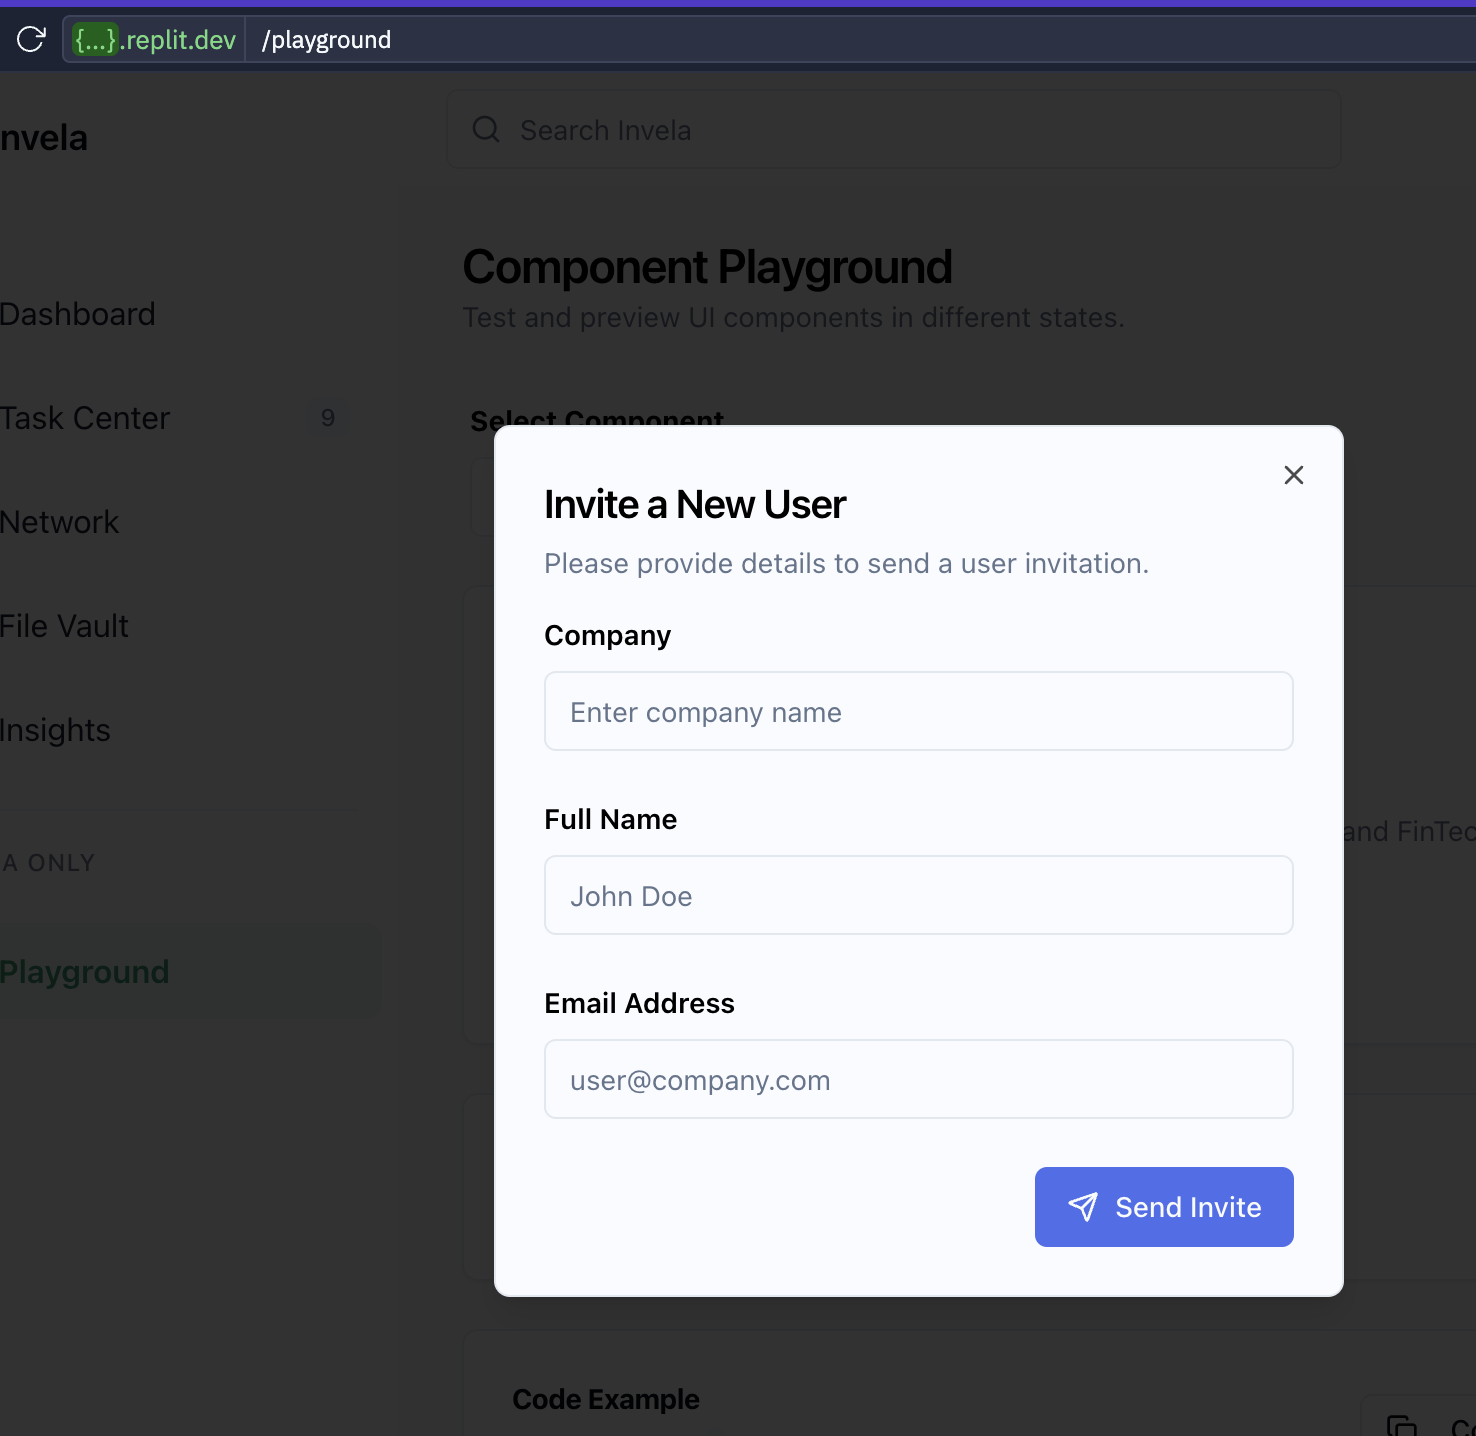 {...}.replit.dev /playground
nvela
Search Invela
Component Playground
Test and preview UI components in different states.
Dashboard
Task Center 9
Network
File Vault
Insights
A ONLY
Playground
Select Component
Invite a New User
Please provide details to send a user invitation.
Company
Enter company name
Full Name
John Doe
and FinTec
Email Address
user@company.com
Send Invite
Code Example